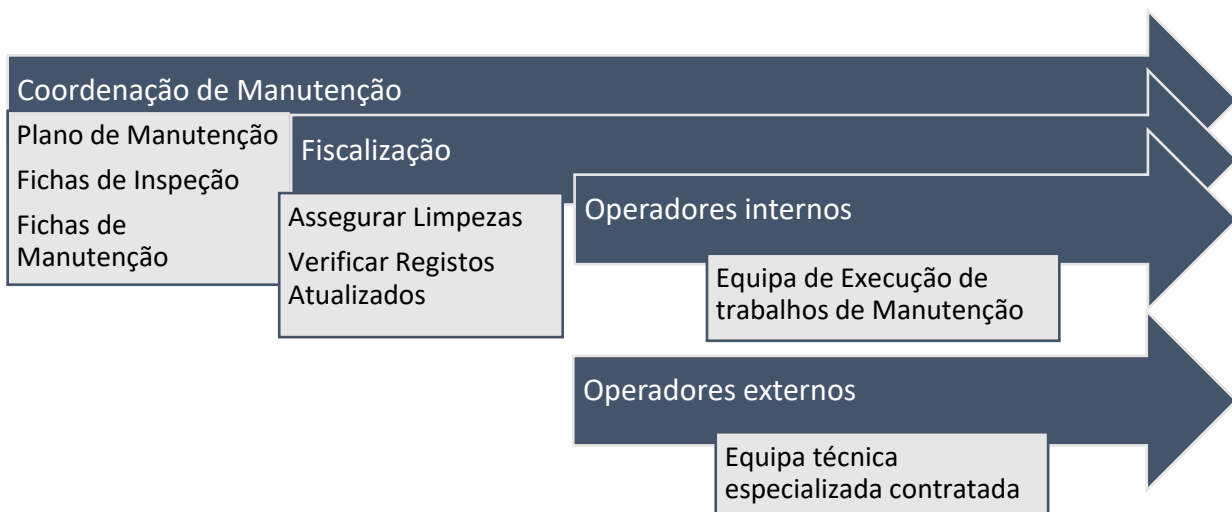 Coordenação de Manutenção
Plano de Manutenção
Fichas de Inspeção
Fichas de
Manutenção
Fiscalização
Assegurar Limpezas
Verificar Registos
Atualizados
Operadores internos
Equipa de Execução de
trabalhos de Manutenção
Operadores externos
Equipa técnica
especializada contratada